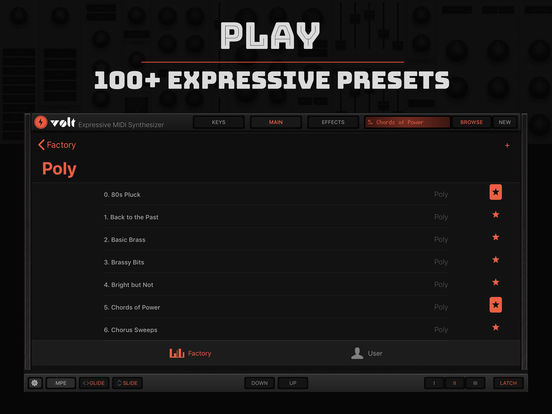 PLAY
100+ EXPRESSIVE PRESETS
volt Expressive MIDI Synthesizer KEYS MAIN EFFECTS 5. Chords of Power BROWSE NEW
Factory +
Poly
0. 80s Pluck Poly
1. Back to the Past
2. Basic Brass Poly
3. Brassy Bits Poly
4. Bright but Not Poly
5. Chords of Power Poly
6. Chorus Sweeps Poly
Factory User
MPE GLIDE SLIDE DOWN UP I II III LATCH